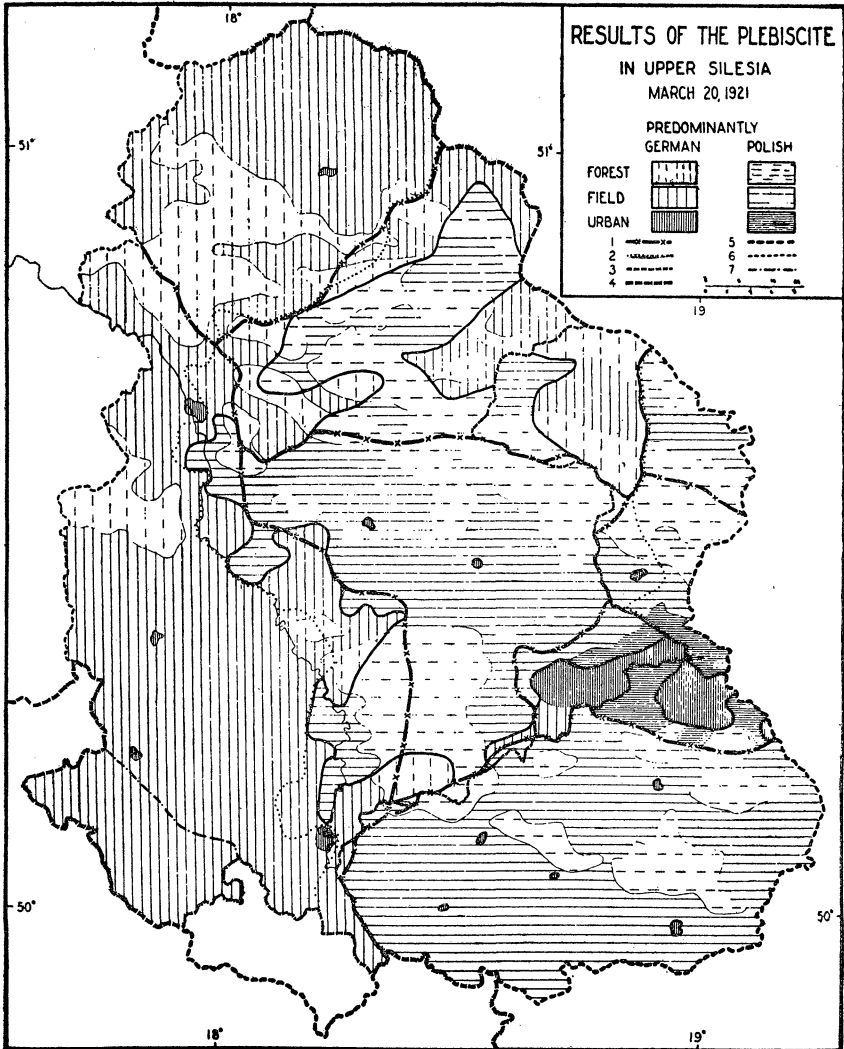 18°
RESULTS OF THE PLEBISCITE
IN UPPER SILESIA
MARCH 20, 1921
PREDOMINANTLY
GERMAN POLISH
FOREST
FIELD
URBAN
1 5
2 6
3 7
4
51°
51°
19
50°
50°
18°
19°